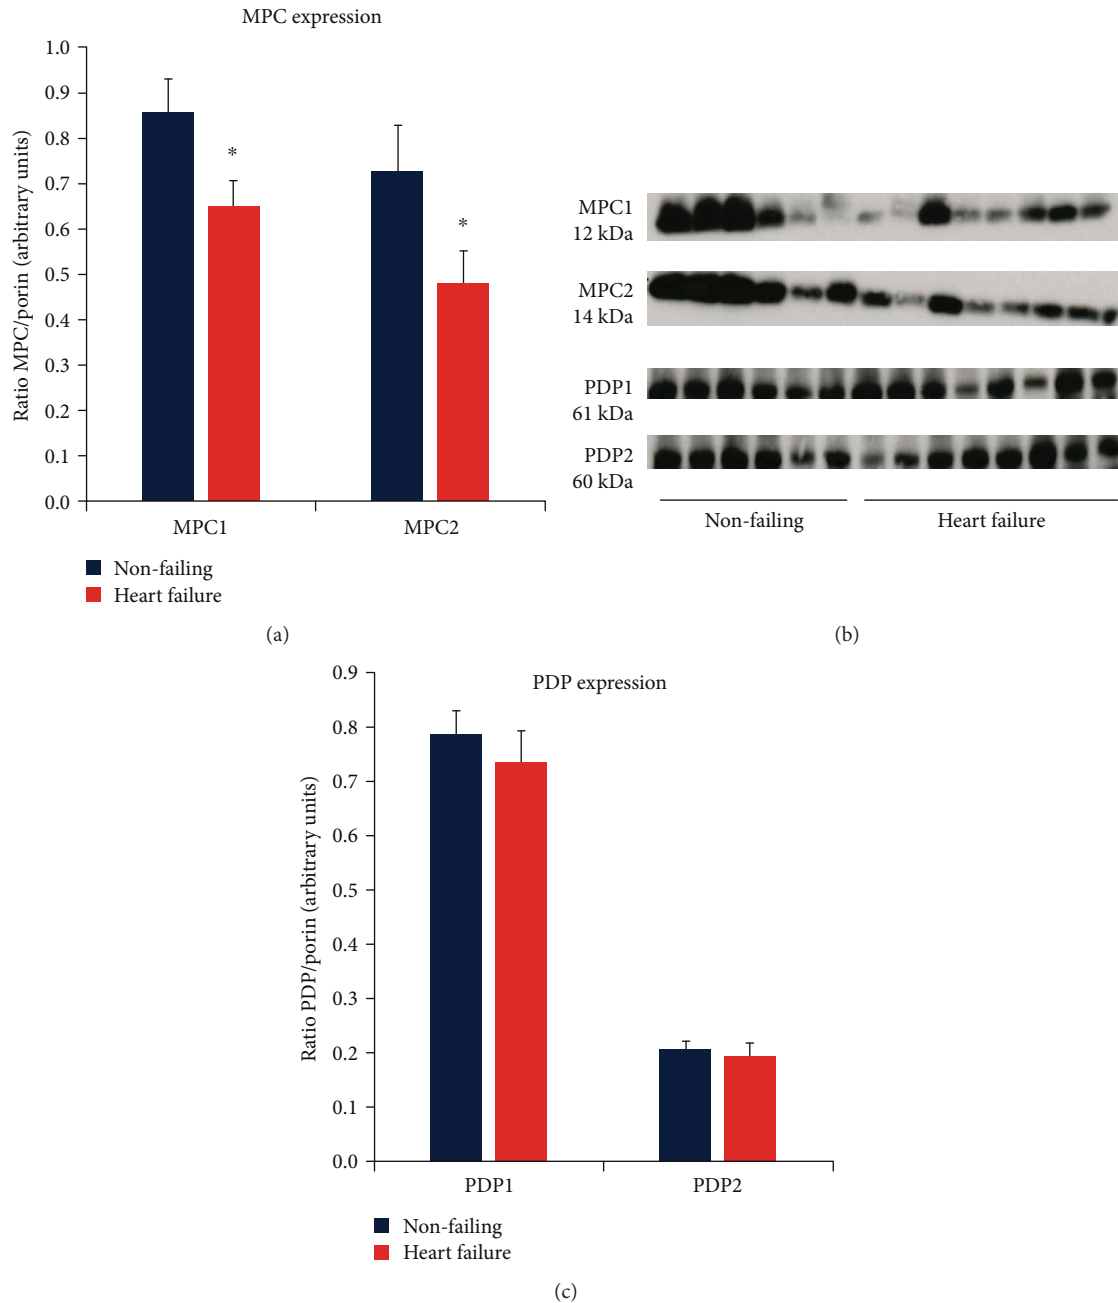 MPC expression
Ratio MPC/porin (arbitrary units)
1.0
0.9
0.8
0.7
0.6
0.5
0.4
0.3
0.2
0.1
0.0
*
*
MPC1
MPC2
Non-failing
Heart failure
(a)
MPC1
12 kDa
MPC2
14 kDa
PDP1
61 kDa
PDP2
60 kDa
Non-failing
Heart failure
(b)
PDP expression
Ratio PDP/porin (arbitrary units)
0.9
0.8
0.7
0.6
0.5
0.4
0.3
0.2
0.1
0.0
PDP1
PDP2
Non-failing
Heart failure
(c)